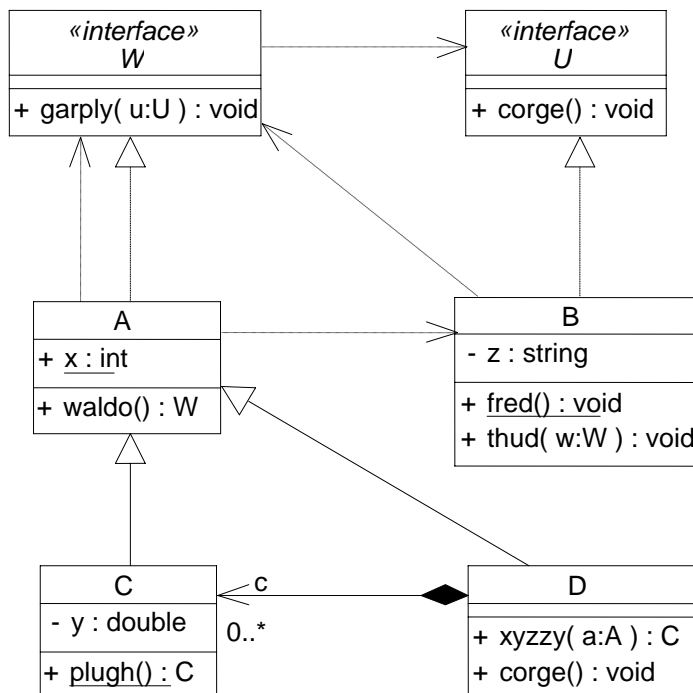 «interface»
W
+ garply( u:U ) : void
«interface»
U
+ corge() : void
A
+ x : int
+ waldo() : W
B
- z : string
+ fred() : void
+ thud( w:W ) : void
C
- y : double
+ plugh() : C
c
0..*
D
+ xyzzy( a:A ) : C
+ corge() : void